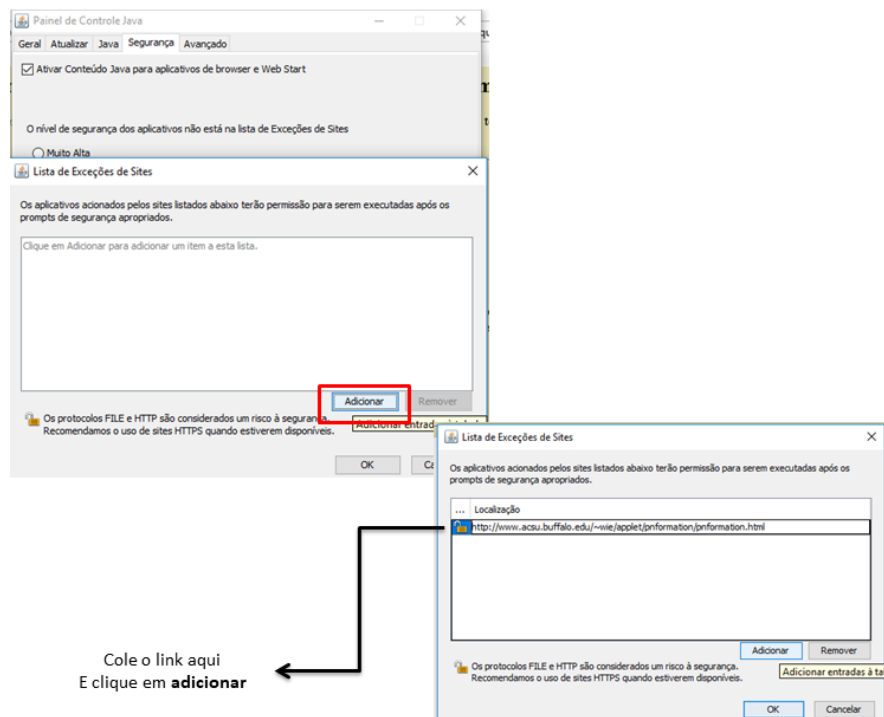 Painel de Controle Java
Geral Atualizar Java Segurança Avançado
Ativar Conteúdo Java para aplicativos de browser e Web Start
O nível de segurança dos aplicativos não está na lista de Exceções de Sites
Muito Alta
Lista de Exceções de Sites
Os aplicativos acionados pelos sites listados abaixo terão permissão para serem executadas após os
prompts de segurança apropriados.
Clique em Adicionar para adicionar um item a esta lista.
Adicionar Remover
Os protocolos FILE e HTTP são considerados um risco à segurança.
Recomendamos o uso de sites HTTPS quando estiverem disponíveis.
Adicionar entrada
OK Ca
Lista de Exceções de Sites
Os aplicativos acionados pelos sites listados abaixo terão permissão para serem executadas após os
prompts de segurança apropriados.
... Localização
http://www.acsu.buffalo.edu/~wie/applet/pnformation/pnformation.html
Adicionar Remover
Os protocolos FILE e HTTP são considerados um risco à segurança.
Recomendamos o uso de sites HTTPS quando estiverem disponíveis.
Adicionar entradas à ta
OK Cancelar
Cole o link aqui
E clique em adicionar